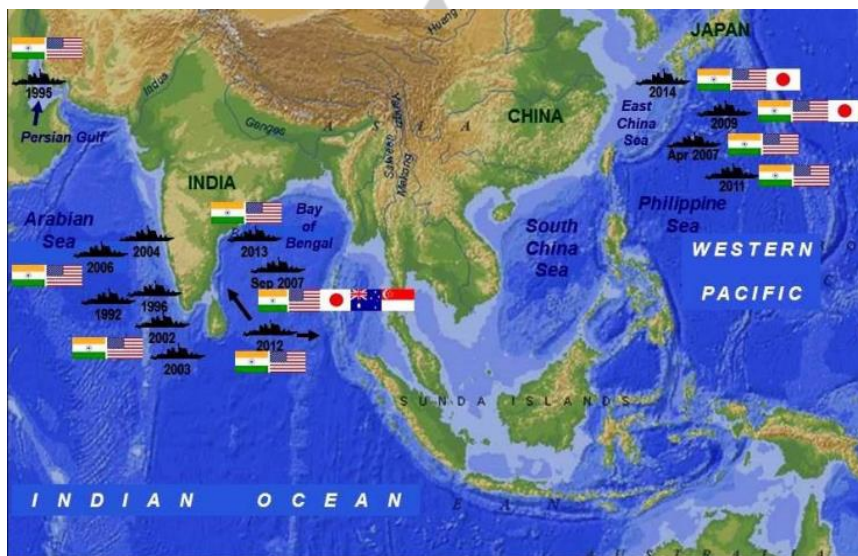 JAPAN
2014
1995
East
China
Sea
2009
Huang
Indus
Yangtze
CHINA
Persian Gulf
Ganges
A S I A
Salween
Mekong
Apr 2007
INDIA
2011
Arabian
Sea
Bay
of
Bengal
South
China
Sea
Philippine
Sea
2004
2013
2006
Sep 2007
WESTERN
PACIFIC
1996
1992
2002
2012
2003
SUNDA ISLANDS
INDIAN OCEAN